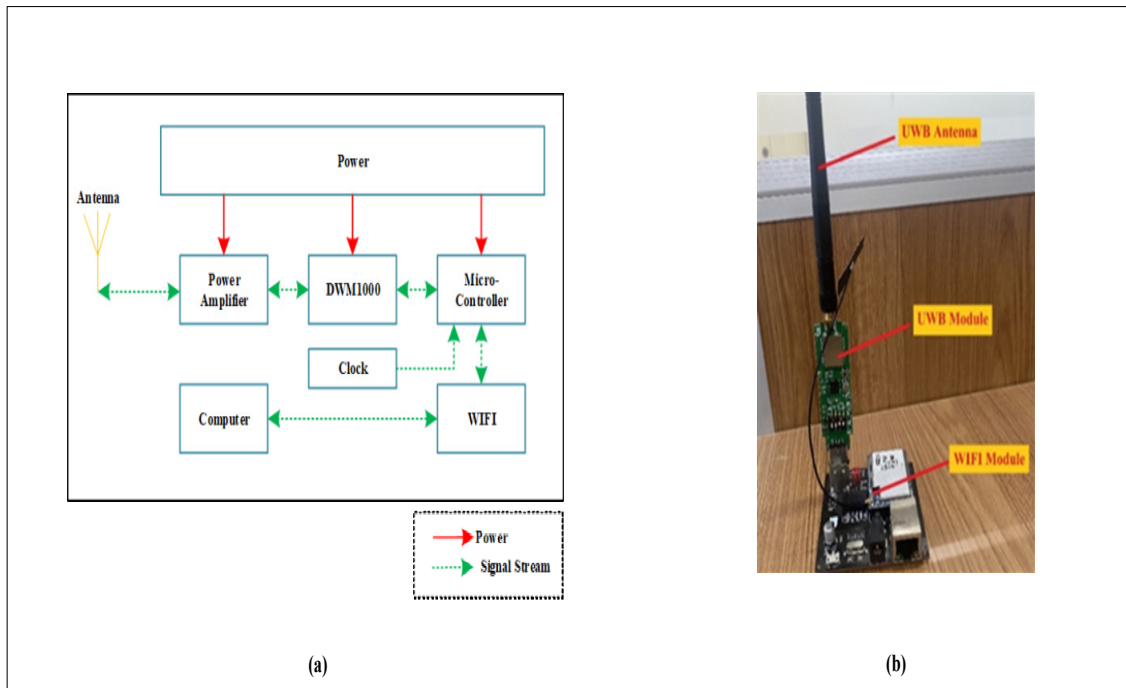 Power
Antenna
Power
Amplifier
DWM1000
Micro-
Controller
Clock
Computer
WIFI
Power
Signal Stream
(a)
UWB Antenna
UWB Module
WIFI Module
(b)